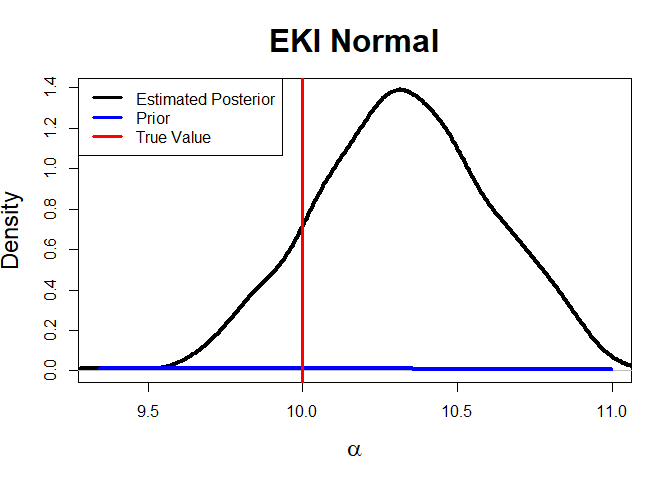 EKI Normal
Estimated Posterior
Prior
True Value
Density
0.0 0.2 0.4 0.6 0.8 1.0 1.2 1.4
9.5 10.0 10.5 11.0
α